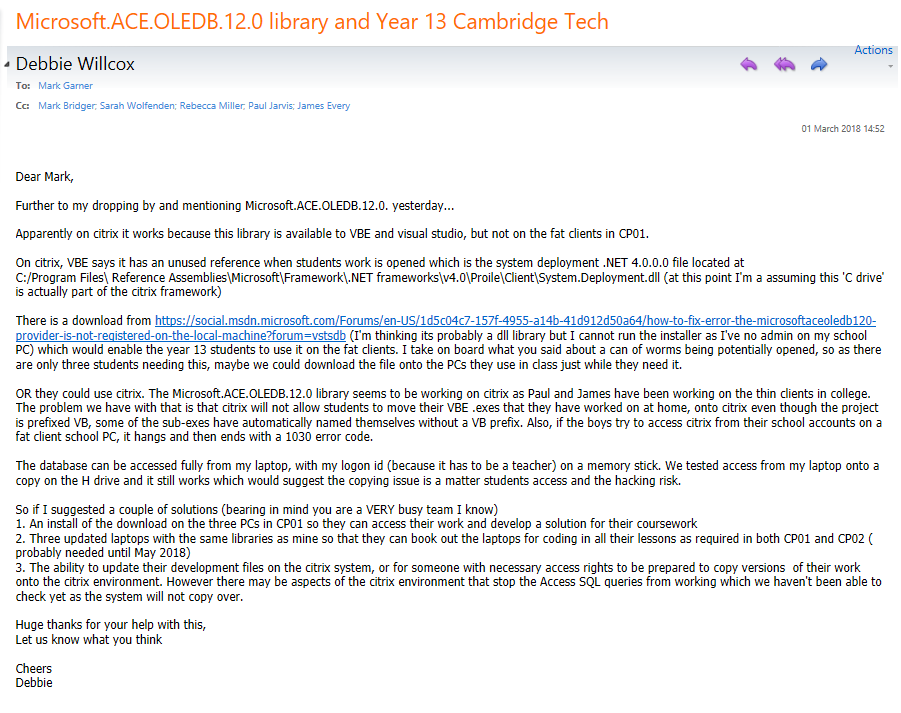 Microsoft.ACE.OLEDB.12.0 library and Year 13 Cambridge Tech
Actions
Debbie Willcox
To: Mark Garner
Cc: Mark Bridger; Sarah Wolfenden; Rebecca Miller; Paul Jarvis; James Every
01 March 2018 14:52
Dear Mark,
Further to my dropping by and mentioning Microsoft.ACE.OLEDB.12.0. yesterday...
Apparently on citrix it works because this library is available to VBE and visual studio, but not on the fat clients in CP01.
On citrix, VBE says it has an unused reference when students work is opened which is the system deployment .NET 4.0.0.0 file located at
C:/Program Files\ Reference Assemblies\Microsoft\Framework\.NET frameworks\v4.0\Proile\Client\System.Deployment.dll (at this point I'm a assuming this 'C drive'
is actually part of the citrix framework)
There is a download from https://social.msdn.microsoft.com/Forums/en-US/1d5c04c7-157f-4955-a14b-41d912d50a64/how-to-fix-error-the-microsoftaceoledb120-
provider-is-not-registered-on-the-local-machine?forum=vstsdb (I'm thinking its probably a dll library but I cannot run the installer as I've no admin on my school
PC) which would enable the year 13 students to use it on the fat clients. I take on board what you said about a can of worms being potentially opened, so as there
are only three students needing this, maybe we could download the file onto the PCs they use in class just while they need it.
OR they could use citrix. The Microsoft.ACE.OLEDB.12.0 library seems to be working on citrix as Paul and James have been working on the thin clients in college.
The problem we have with that is that citrix will not allow students to move their VBE .exes that they have worked on at home, onto citrix even though the project
is prefixed VB, some of the sub-exes have automatically named themselves without a VB prefix. Also, if the boys try to access citrix from their school accounts on a
fat client school PC, it hangs and then ends with a 1030 error code.
The database can be accessed fully from my laptop, with my logon id (because it has to be a teacher) on a memory stick. We tested access from my laptop onto a
copy on the H drive and it still works which would suggest the copying issue is a matter students access and the hacking risk.
So if I suggested a couple of solutions (bearing in mind you are a VERY busy team I know)
1. An install of the download on the three PCs in CP01 so they can access their work and develop a solution for their coursework
2. Three updated laptops with the same libraries as mine so that they can book out the laptops for coding in all their lessons as required in both CP01 and CP02 (
probably needed until May 2018)
3. The ability to update their development files on the citrix system, or for someone with necessary access rights to be prepared to copy versions  of their work
onto the citrix environment. However there may be aspects of the citrix environment that stop the Access SQL queries from working which we haven't been able to
check yet as the system will not copy over.
Huge thanks for your help with this,
Let us know what you think
Cheers
Debbie